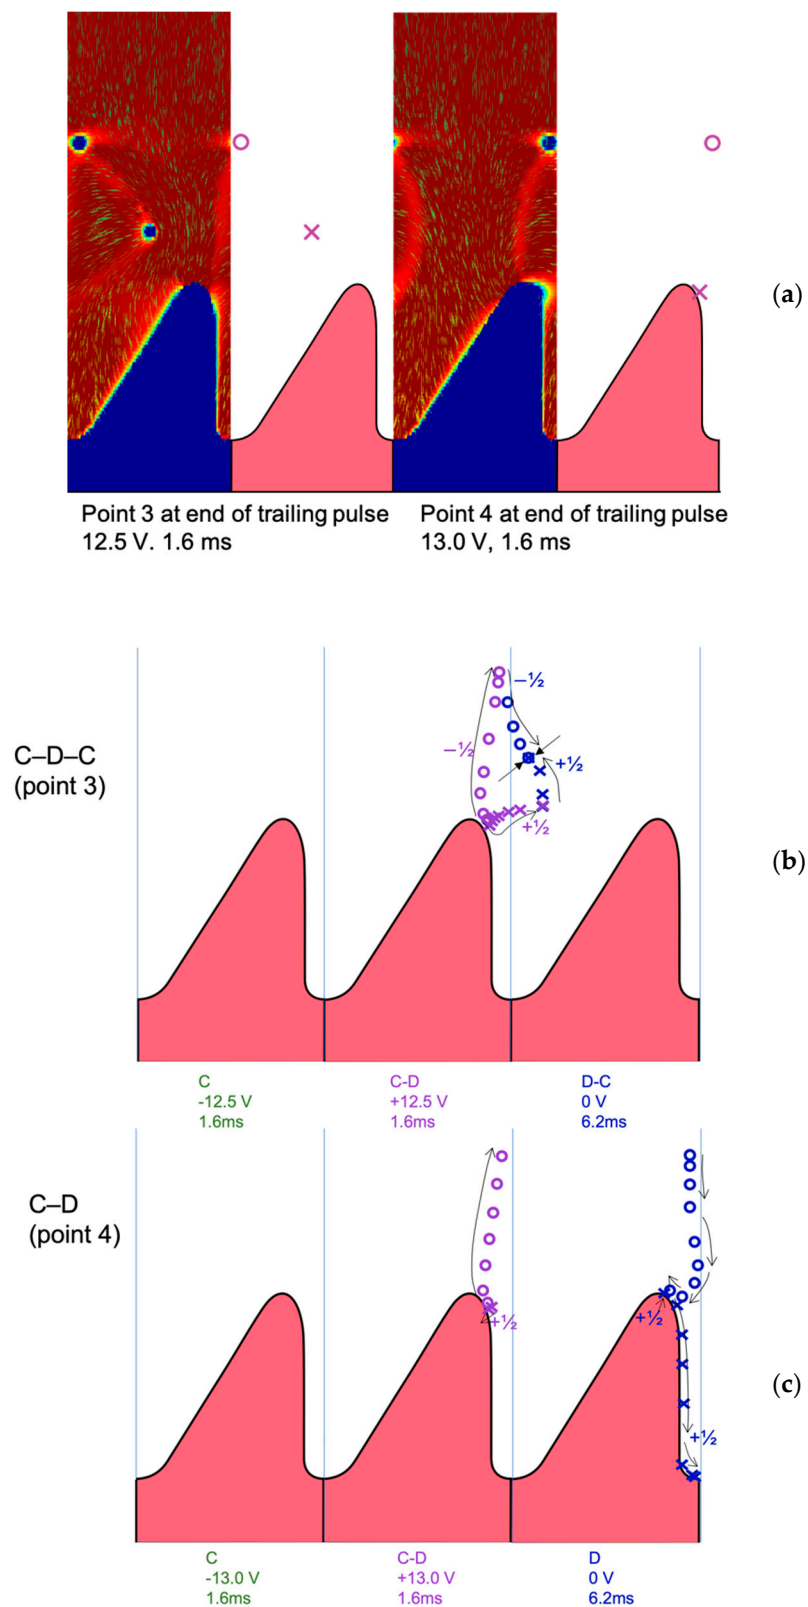 (a)
Point 3 at end of trailing pulse
12.5 V. 1.6 ms
Point 4 at end of trailing pulse
13.0 V, 1.6 ms
C–D–C
(point 3)
−½
−½
+½
+½
(b)
C
-12.5 V
1.6ms
C-D
+12.5 V
1.6ms
D-C
0 V
6.2ms
C–D
(point 4)
+½
+½
+½
(c)
C
-13.0 V
1.6ms
C-D
+13.0 V
1.6ms
D
0 V
6.2ms